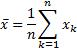 x̄ = 1/n ∑_{k=1}^{n} x_k